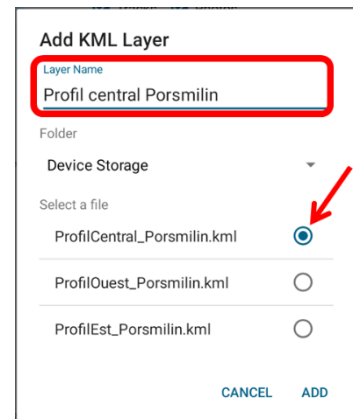 Add KML Layer
Layer Name
Profil central Porsmilin
Folder
Device Storage
Select a file
ProfilCentral_Porsmilin.kml
ProfilOuest_Porsmilin.kml
ProfilEst_Porsmilin.kml
CANCEL ADD